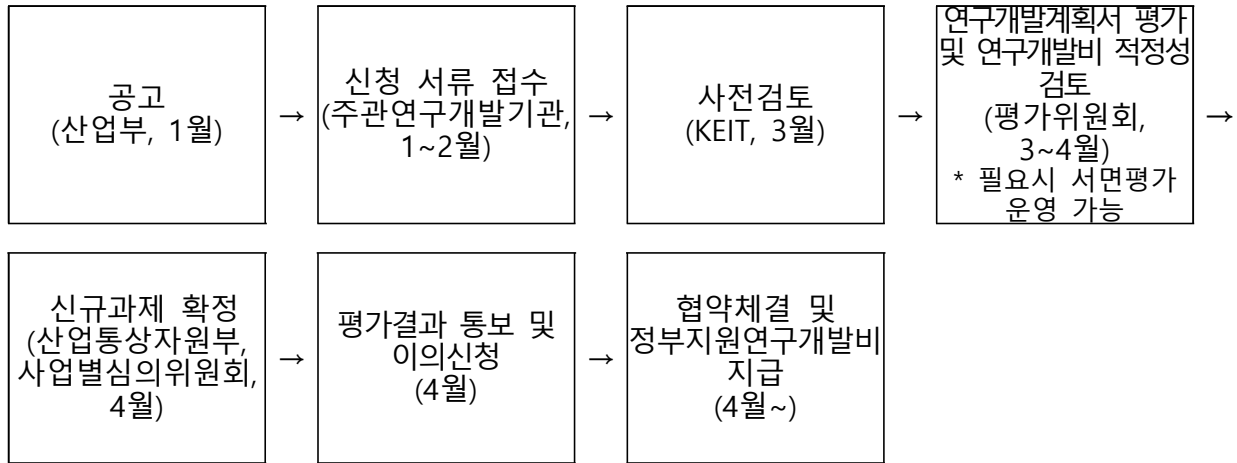 공고
(산업부, 1월)
→
신청 서류 접수
(주관연구개발기관,
1~2월)
→
사전검토
(KEIT, 3월)
→
연구개발계획서 평가
및 연구개발비 적정성
검토
(평가위원회,
3~4월)
* 필요시 서면평가
운영 가능
→
신규과제 확정
(산업통상자원부,
사업별심의위원회,
4월)
→
평가결과 통보 및
이의신청
(4월)
→
협약체결 및
정부지원연구개발비
지급
(4월~)